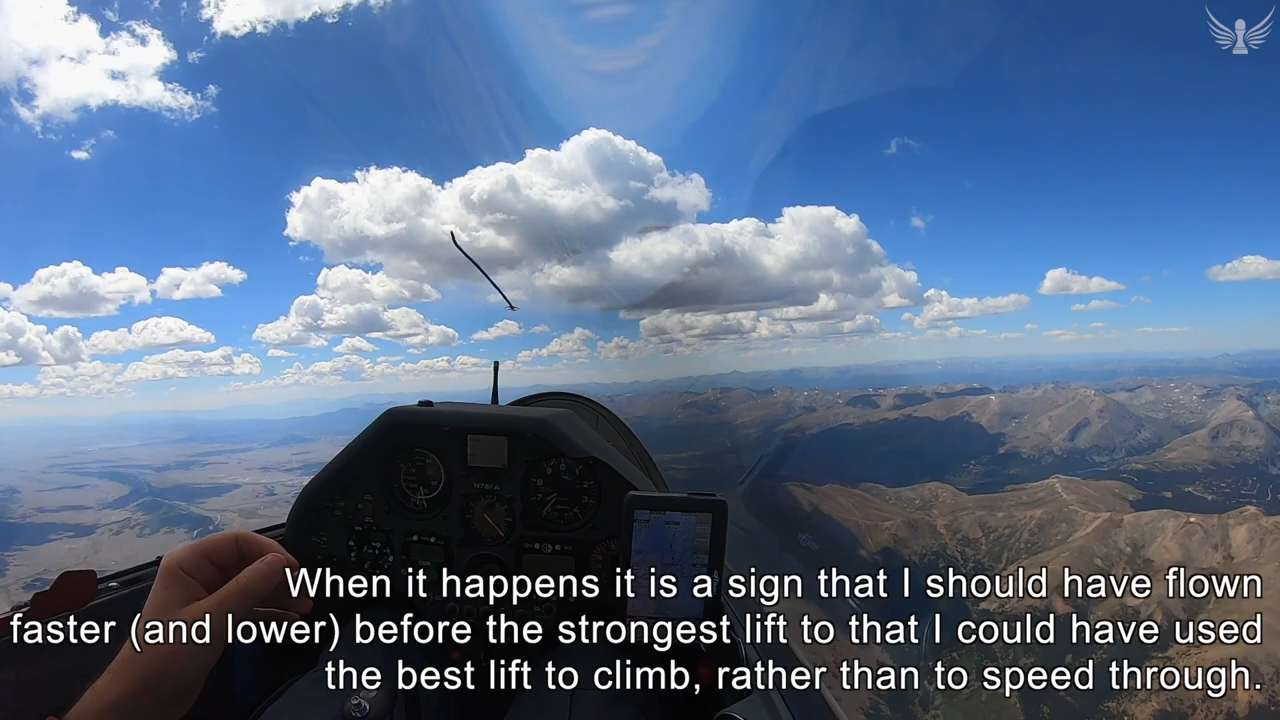 N78FA
When it happens it is a sign that I should have flown
faster (and lower) before the strongest lift to that I could have used
the best lift to climb, rather than to speed through.